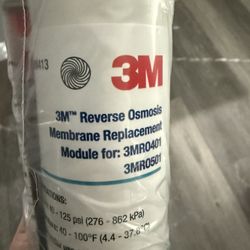 M413
3M
3M™ Reverse Osmosis
Membrane Replacement
Module for: 3MRO401
3MRO501
125 psi (276 - 862 kPa)
40 - 100°F (4.4 - 37.8°C)